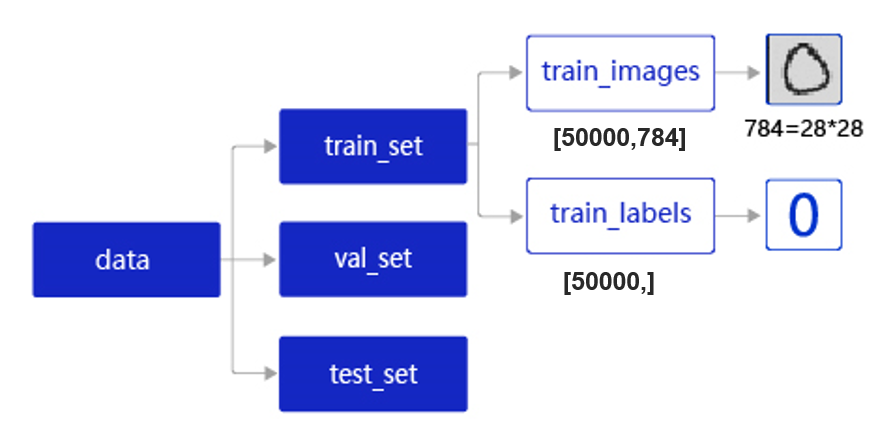 data
train_set
val_set
test_set
train_images
[50000,784]
784=28*28
train_labels
0
[50000,]